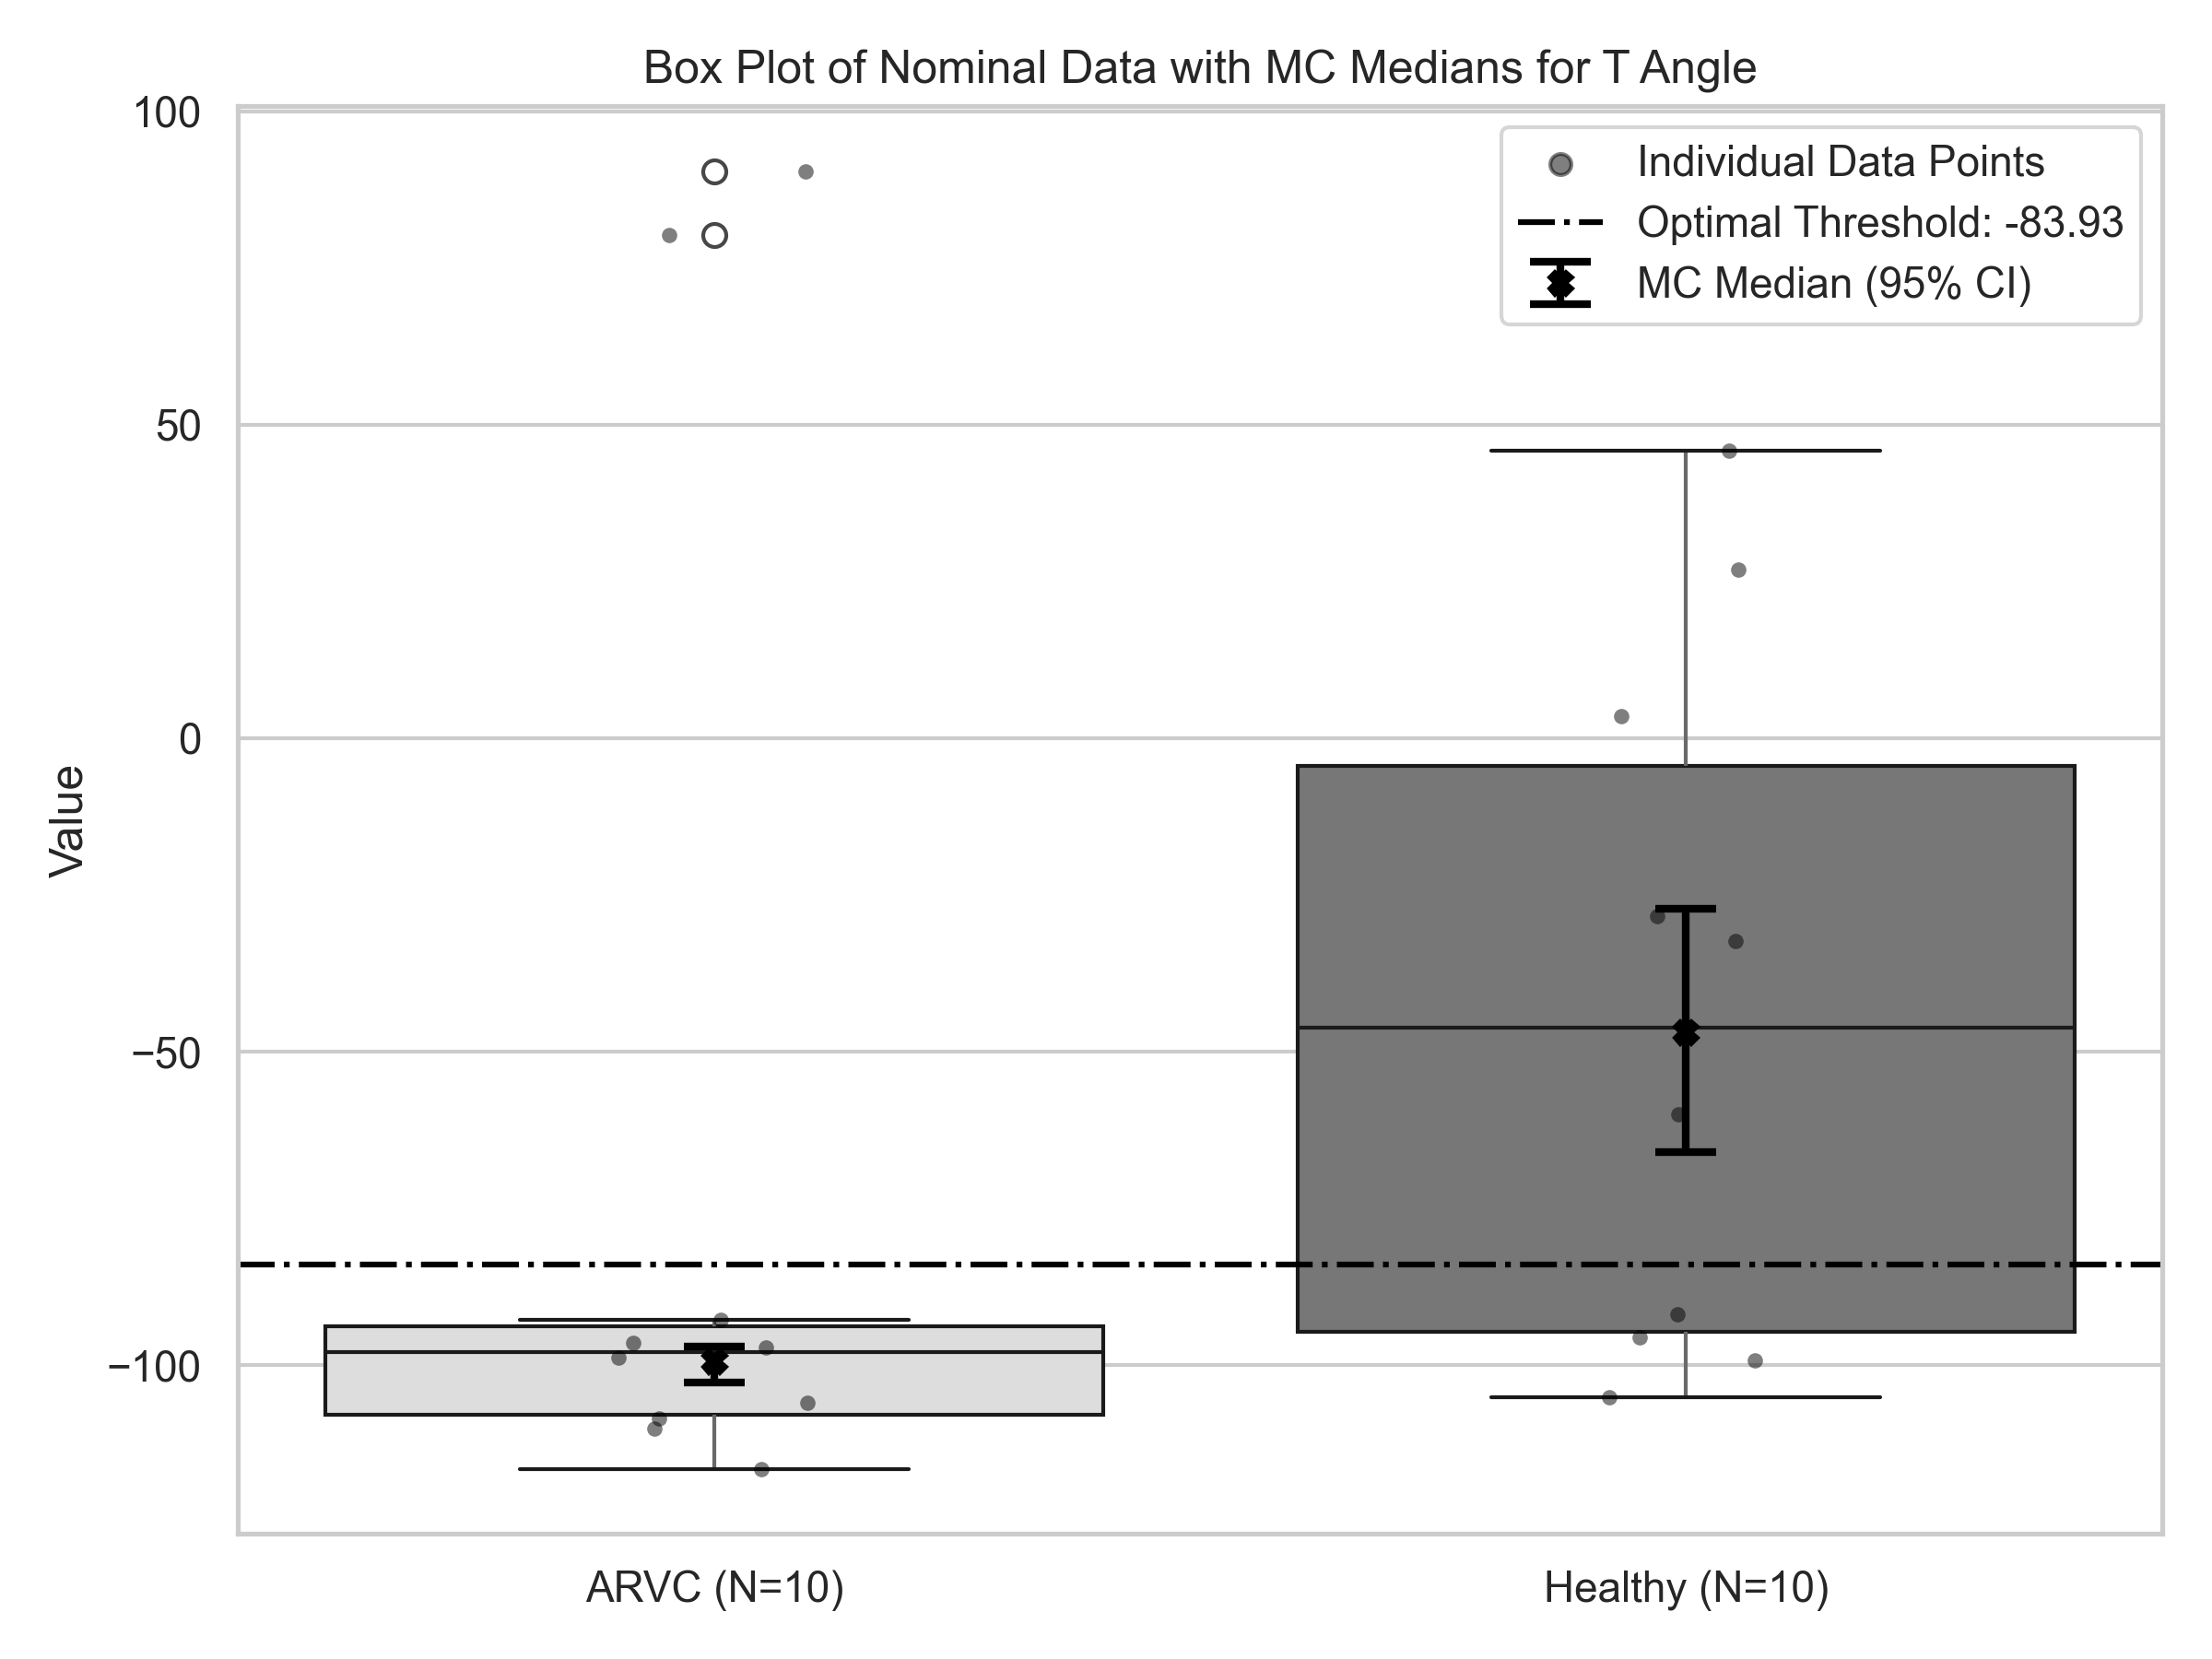 Box Plot of Nominal Data with MC Medians for T Angle
100
50
0
−50
−100
Value
Individual Data Points
Optimal Threshold: -83.93
MC Median (95% CI)
ARVC (N=10)
Healthy (N=10)